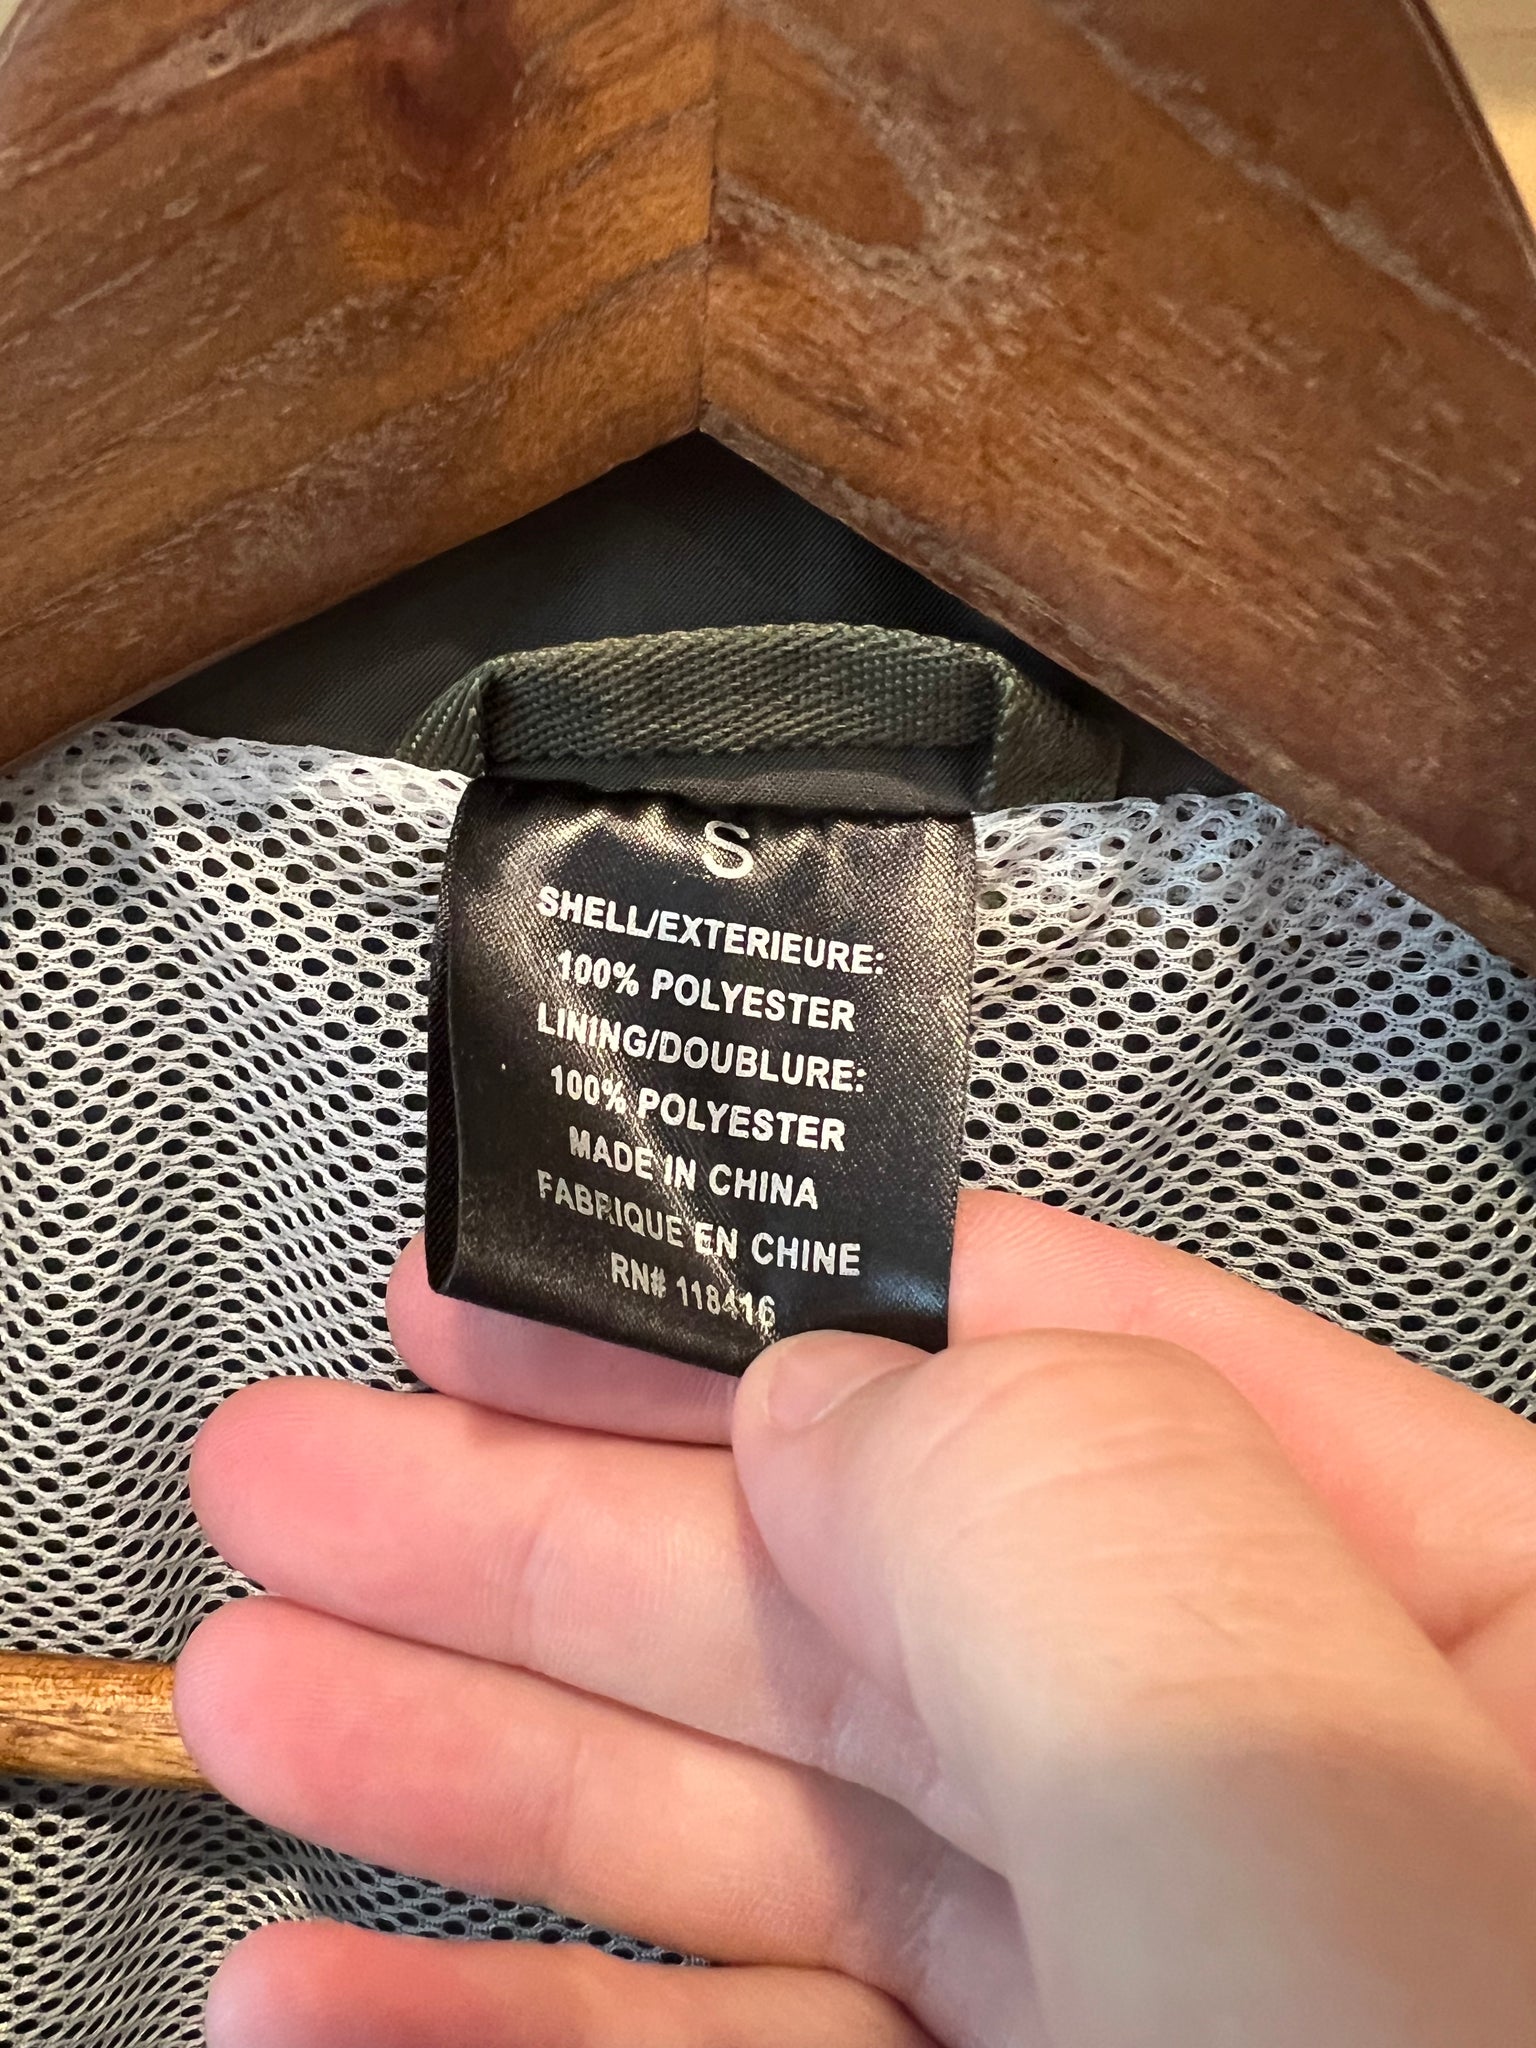 S
SHELL/EXTERIEURE:
100% POLYESTER
LINING/DOUBLURE:
100% POLYESTER
MADE IN CHINA
FABRIQUE EN CHINE
RN# 118416